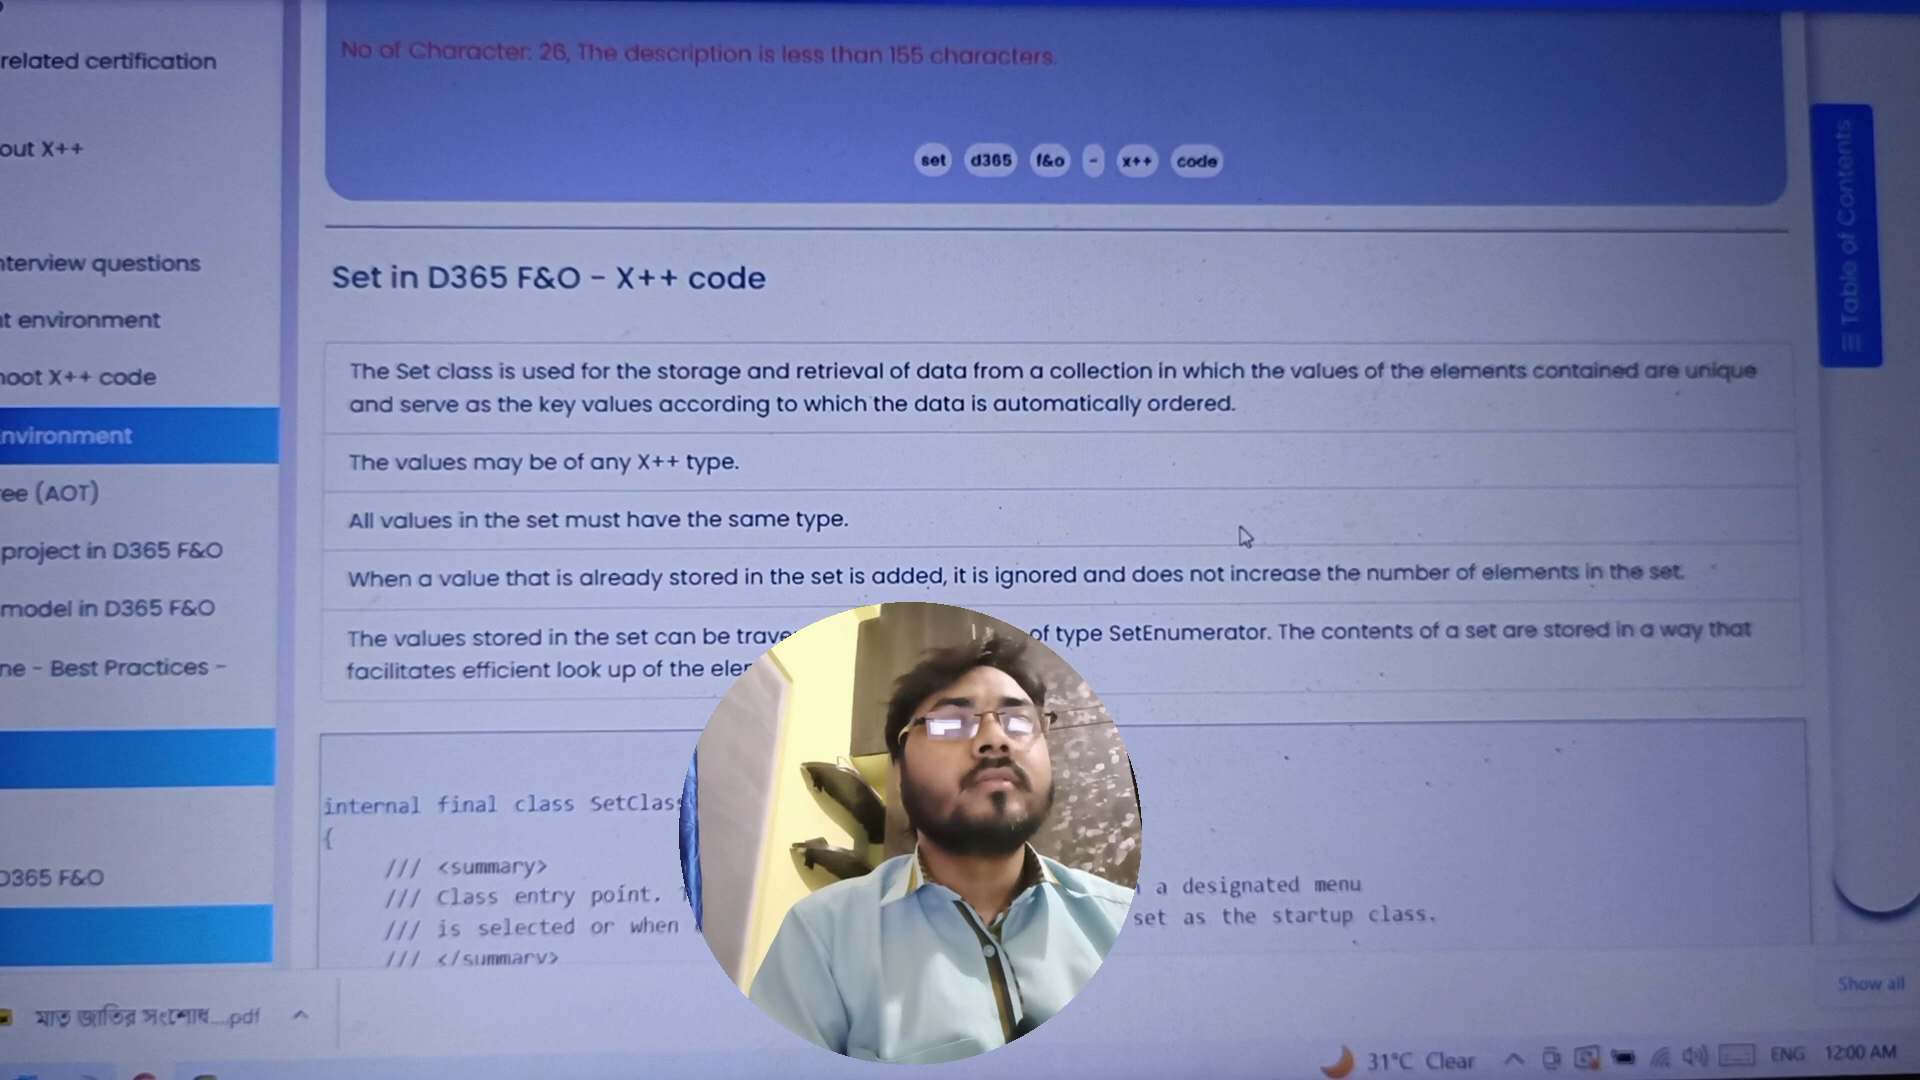 related certification
out X++
nterview questions
nt environment
hoot X++ code
nvironment
ree (AOT)
project in D365 F&O
model in D365 F&O
ne - Best Practices -
D365 F&O
No of Character: 26, The description is less than 155 characters.
set d365 f&o - x++ code
Table of Contents
Set in D365 F&O - X++ code
The Set class is used for the storage and retrieval of data from a collection in which the values of the elements contained are unique
and serve as the key values according to which the data is automatically ordered.
The values may be of any X++ type.
All values in the set must have the same type.
When a value that is already stored in the set is added, it is ignored and does not increase the number of elements in the set.
The values stored in the set can be trave of type SetEnumerator. The contents of a set are stored in a way that
facilitates efficient look up of the ele
internal final class SetClas
{
/// <summary>
/// Class entry point. a designated menu
/// is selected or when set as the startup class.
/// </summary>
Show all
মাতৃ জাতির সংশোধ....pdf
31°C Clear ENG 12:00 AM